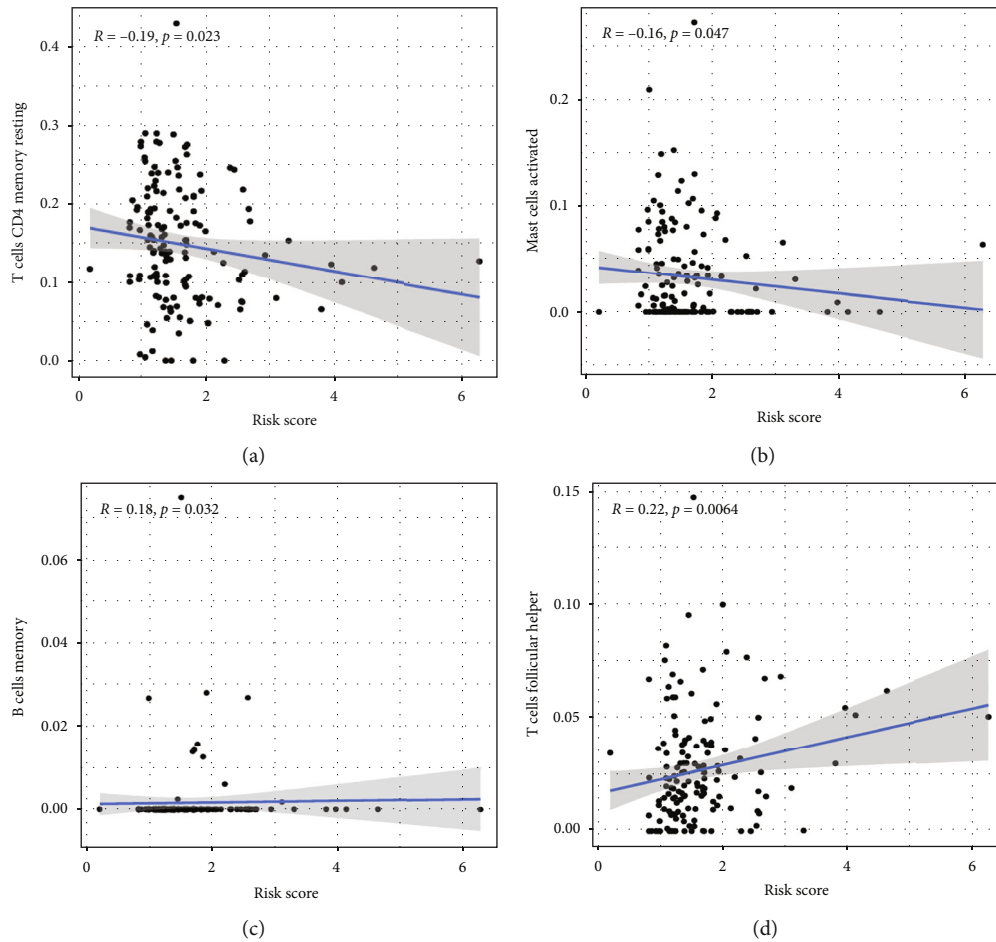 R = –0.19, p = 0.023
T cells CD4 memory resting
0.4
0.3
0.2
0.1
0.0
0 2 4 6
Risk score
(a)
R = –0.16, p = 0.047
Mast cells activated
0.2
0.1
0.0
0 2 4 6
Risk score
(b)
R = 0.18, p = 0.032
B cells memory
0.06
0.04
0.02
0.00
0 2 4 6
Risk score
(c)
R = 0.22, p = 0.0064
T cells follicular helper
0.15
0.10
0.05
0.00
0 2 4 6
Risk score
(d)